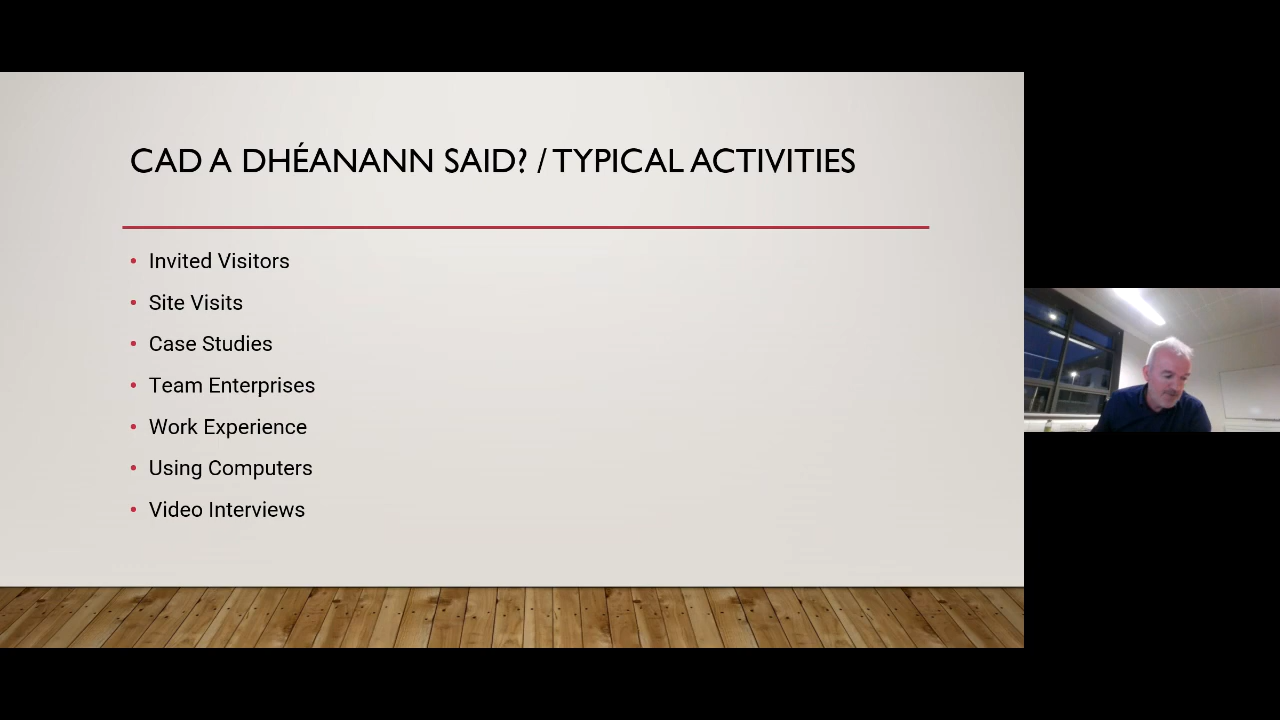 CAD A DHÉANANN SAID? / TYPICAL ACTIVITIES
• Invited Visitors
• Site Visits
• Case Studies
• Team Enterprises
• Work Experience
• Using Computers
• Video Interviews